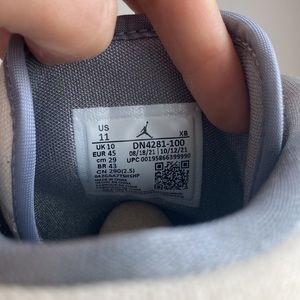 US
11
XB
UK 10
EUR 45
cm 29
BR 43
CN 290(2.5)
DN4281-100
08/18/21 10/12/21
UPC 00195866399990